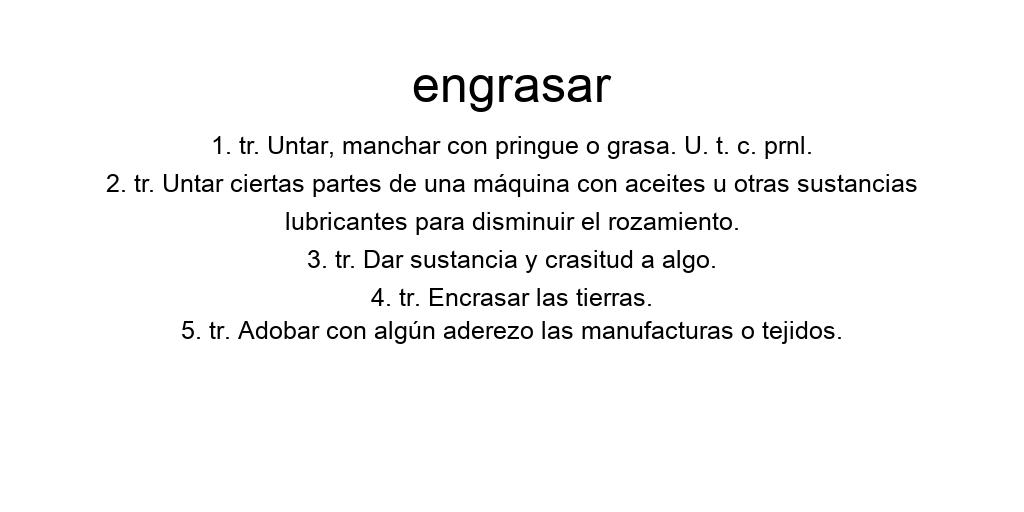 engrasar
1. tr. Untar, manchar con pringue o grasa. U. t. c. prnl.
2. tr. Untar ciertas partes de una máquina con aceites u otras sustancias
lubricantes para disminuir el rozamiento.
3. tr. Dar sustancia y crasitud a algo.
4. tr. Encrasar las tierras.
5. tr. Adobar con algún aderezo las manufacturas o tejidos.